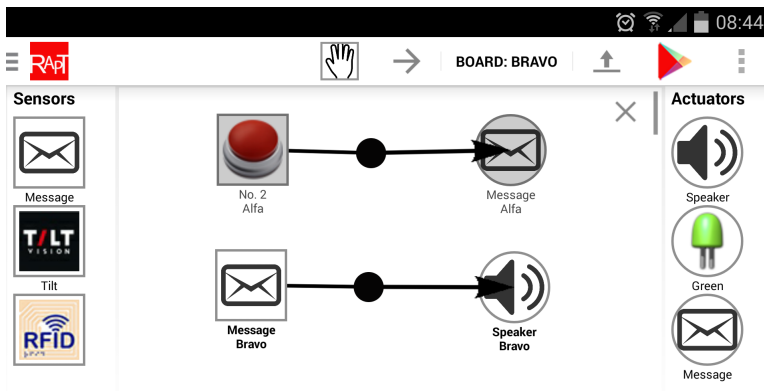 08:44
RAPT
BOARD: BRAVO
Sensors
Actuators
No. 2
Alfa
Message
Alfa
Message
Speaker
TILT
VISION
Tilt
Green
RFID
Message
Bravo
Speaker
Bravo
Message